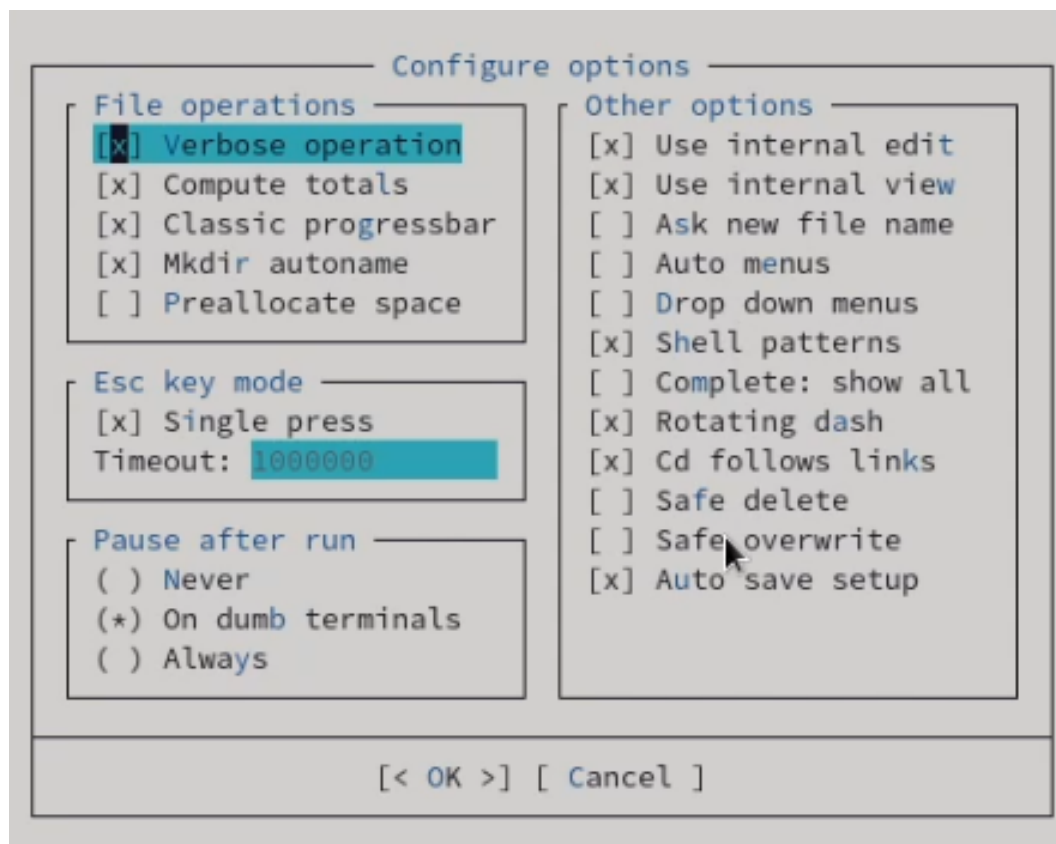 Configure options
File operations
[x] Verbose operation
[x] Compute totals
[x] Classic progressbar
[x] Mkdir autoname
[ ] Preallocate space
Esc key mode
[x] Single press
Timeout: 1000000
Pause after run
( ) Never
(*) On dumb terminals
( ) Always
Other options
[x] Use internal edit
[x] Use internal view
[ ] Ask new file name
[ ] Auto menus
[ ] Drop down menus
[x] Shell patterns
[ ] Complete: show all
[x] Rotating dash
[x] Cd follows links
[ ] Safe delete
[ ] Safe overwrite
[x] Auto save setup
[< OK >] [ Cancel ]